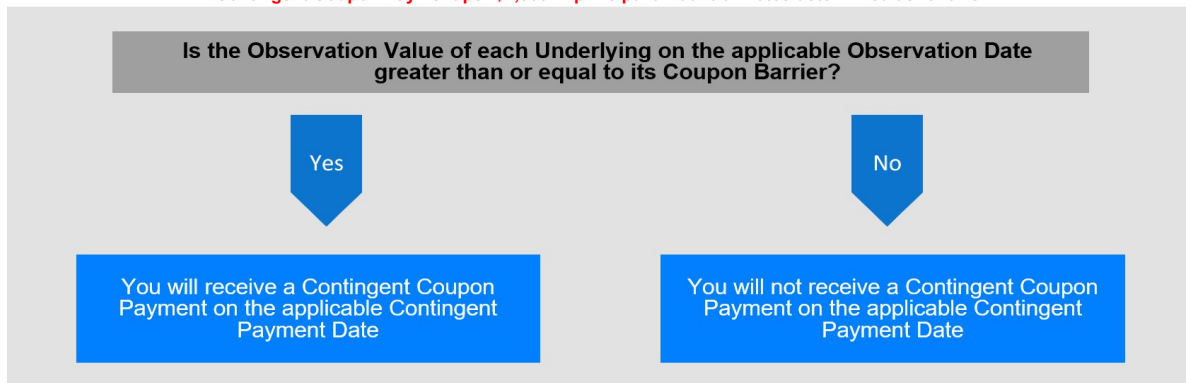 Is the Observation Value of each Underlying on the applicable Observation Date
greater than or equal to its Coupon Barrier?
Yes
No
You will receive a Contingent Coupon
Payment on the applicable Contingent
Payment Date
You will not receive a Contingent Coupon
Payment on the applicable Contingent
Payment Date